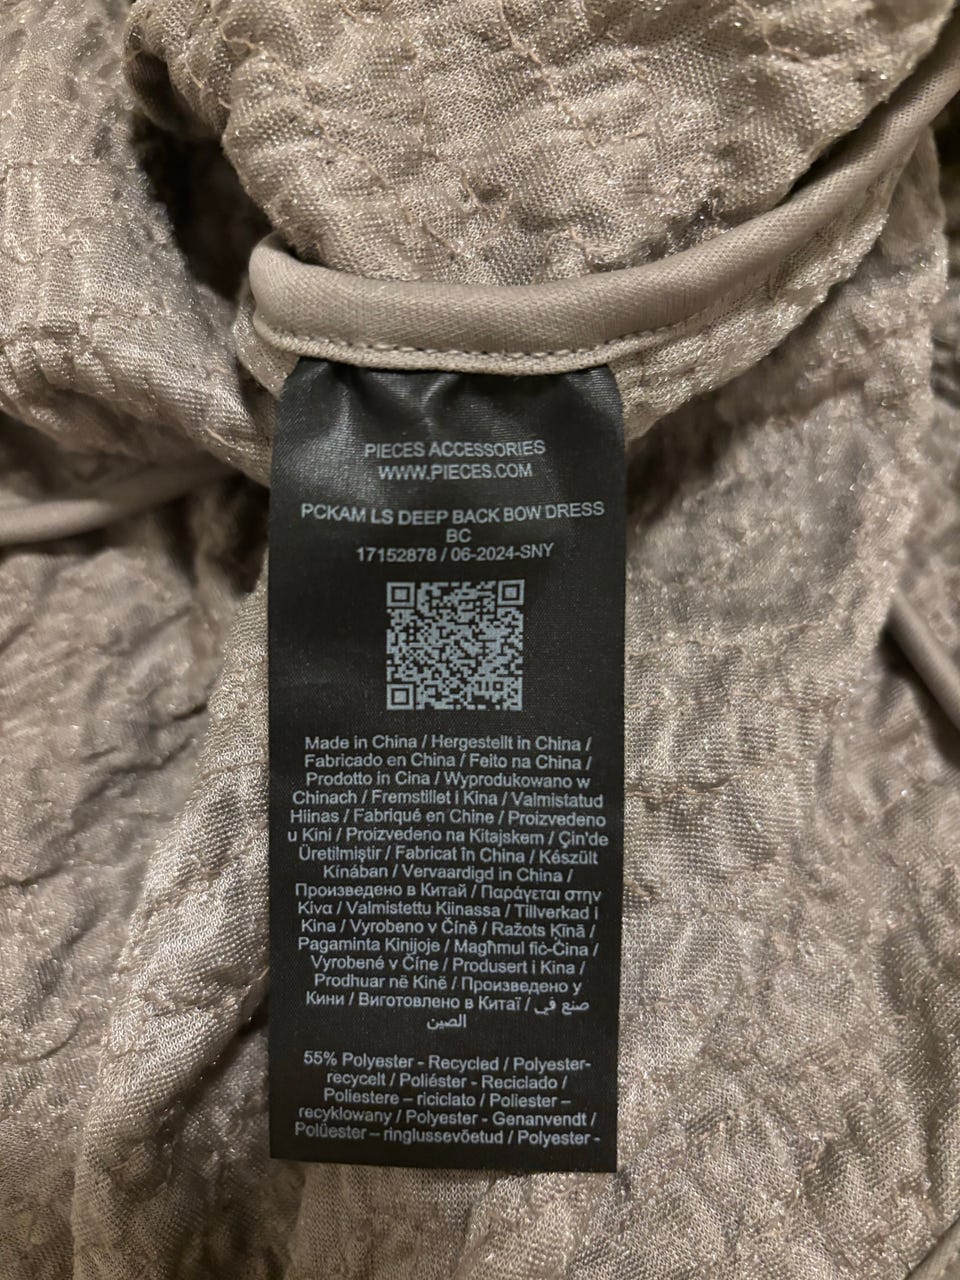 PIECES ACCESSORIES
WWW.PIECES.COM
PCKAM LS DEEP BACK BOW DRESS
BC
17152878 / 06-2024-SNY
Made in China / Hergestellt in China /
Fabricado en China / Feito na China /
Prodotto in Cina / Wyprodukowano w
Chinach / Fremstillet i Kina / Valmistatud
Hiinas / Fabriqué en Chine / Proizvedeno
u Kini / Proizvedeno na Kitajskem / Çin'de
Üretilmiştir / Fabricat în China / Készült
Kínában / Vervaardigd in China /
Произведено в Китай / Παράγεται στην
Κίνα / Valmistettu Kiinassa / Tillverkad i
Kina / Vyrobeno v Číně / Ražots Ķīnā /
Pagaminta Kinijoje / Magħmul fiċ-Ċina /
Vyrobené v Číne / Produsert i Kina /
Prodhuar në Kinë / Произведено у
Кини / Виготовлено в Китаї / صنع في
الصين
55% Polyester - Recycled / Polyester-
recycelt / Poliéster - Reciclado /
Poliestere – riciclato / Poliester –
recyklowany / Polyester - Genanvendt /
Polüester – ringlussevõetud / Polyester -